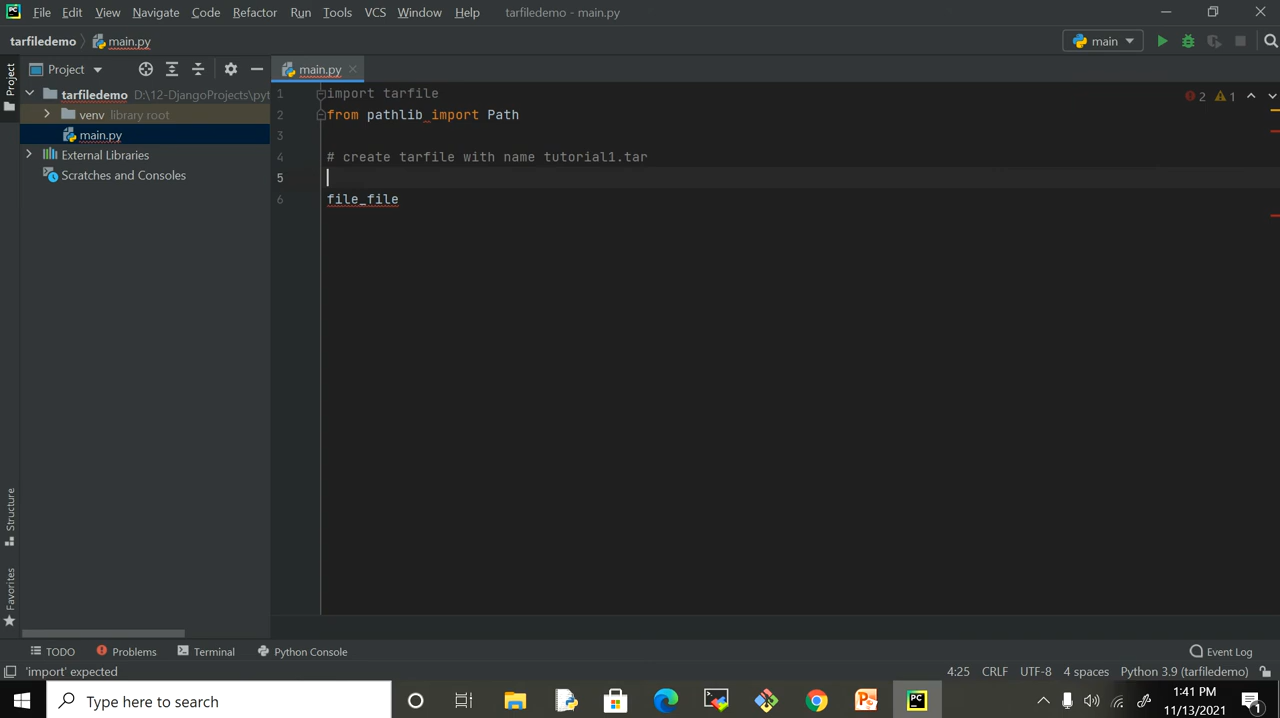 File Edit View Navigate Code Refactor Run Tools VCS Window Help tarfiledemo - main.py
tarfiledemo main.py main
Project main.py
Project
tarfiledemo D:\12-DjangoProjects\pyt
venv library root
main.py
External Libraries
Scratches and Consoles
1 import tarfile
2 from pathlib import Path
3
4 # create tarfile with name tutorial1.tar
5
6 file_file
2 1
Structure
Favorites
TODO Problems Terminal Python Console Event Log
'import' expected 4:25 CRLF UTF-8 4 spaces Python 3.9 (tarfiledemo)
Type here to search
1:41 PM
11/13/2021
1